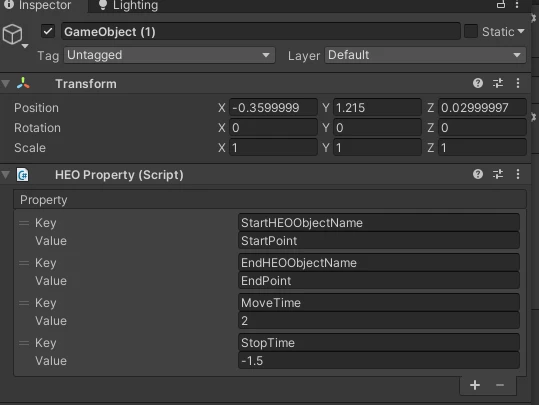 Inspector Lighting
GameObject (1) Static
Tag Untagged Layer Default
Transform
Position X -0.3599999 Y 1.215 Z 0.02999997
Rotation X 0 Y 0 Z 0
Scale X 1 Y 1 Z 1
HEO Property (Script)
Property
Key StartHEOObjectName
Value StartPoint
Key EndHEOObjectName
Value EndPoint
Key MoveTime
Value 2
Key StopTime
Value -1.5